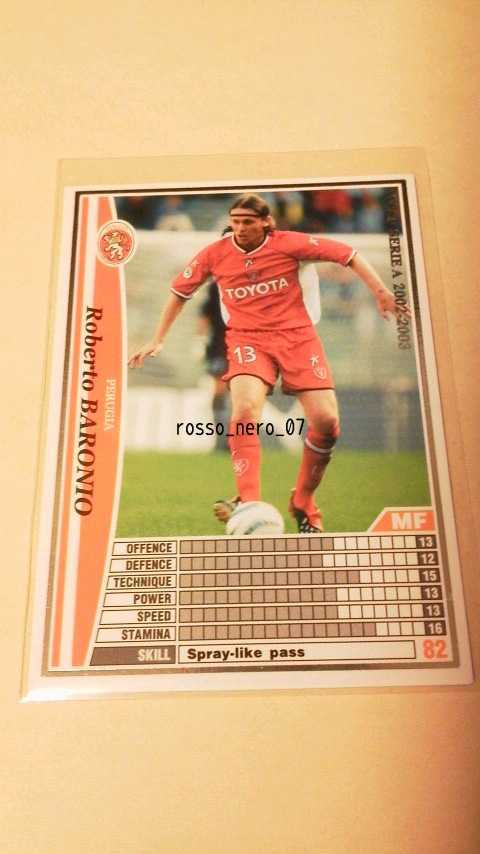 SERIE A 2002-2003
Roberto BARONIO
PERUGIA
TOYOTA
13
rosso_nero_07
MF
OFFENCE 13
DEFENCE 12
TECHNIQUE 15
POWER 13
SPEED 13
STAMINA 16
SKILL Spray-like pass 82